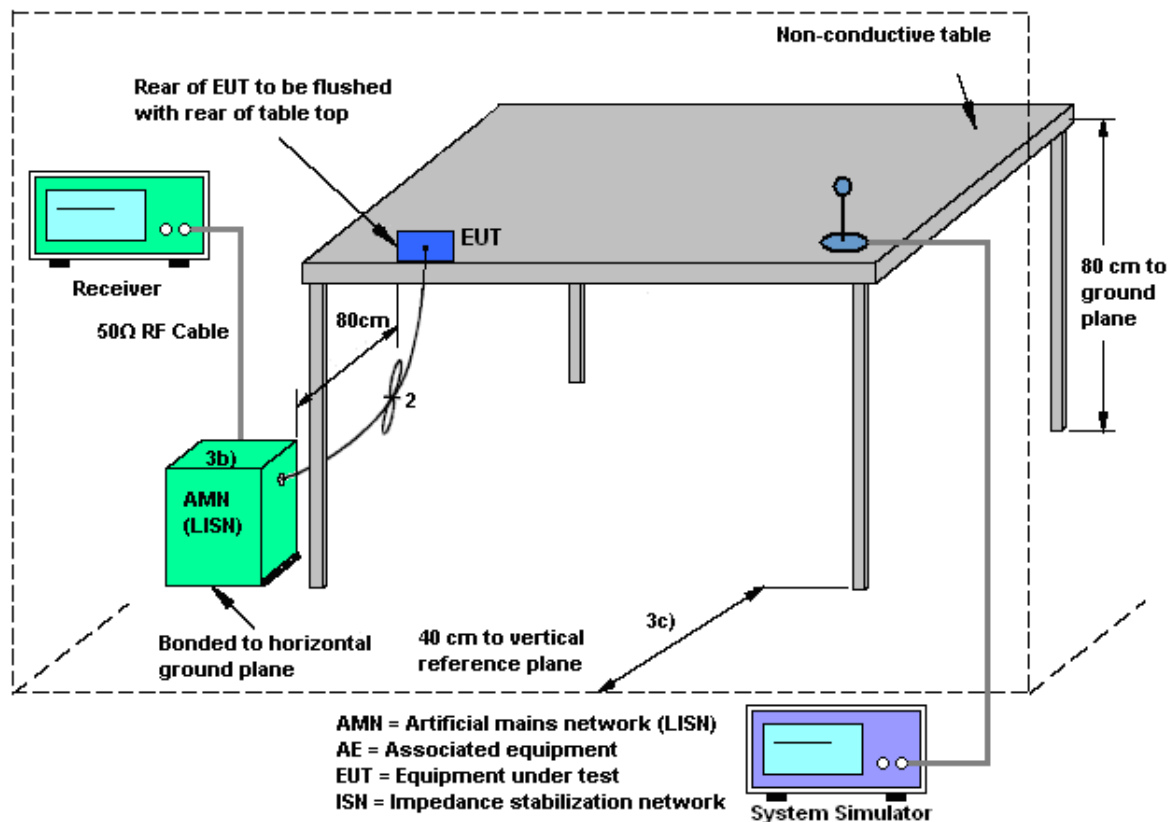 Non-conductive table
Rear of EUT to be flushed
with rear of table top
EUT
Receiver
80 cm to
ground
plane
80cm
50Ω RF Cable
2
3b)
AMN
(LISN)
Bonded to horizontal
ground plane
3c)
40 cm to vertical
reference plane
AMN = Artificial mains network (LISN)
AE = Associated equipment
EUT = Equipment under test
ISN = Impedance stabilization network
System Simulator